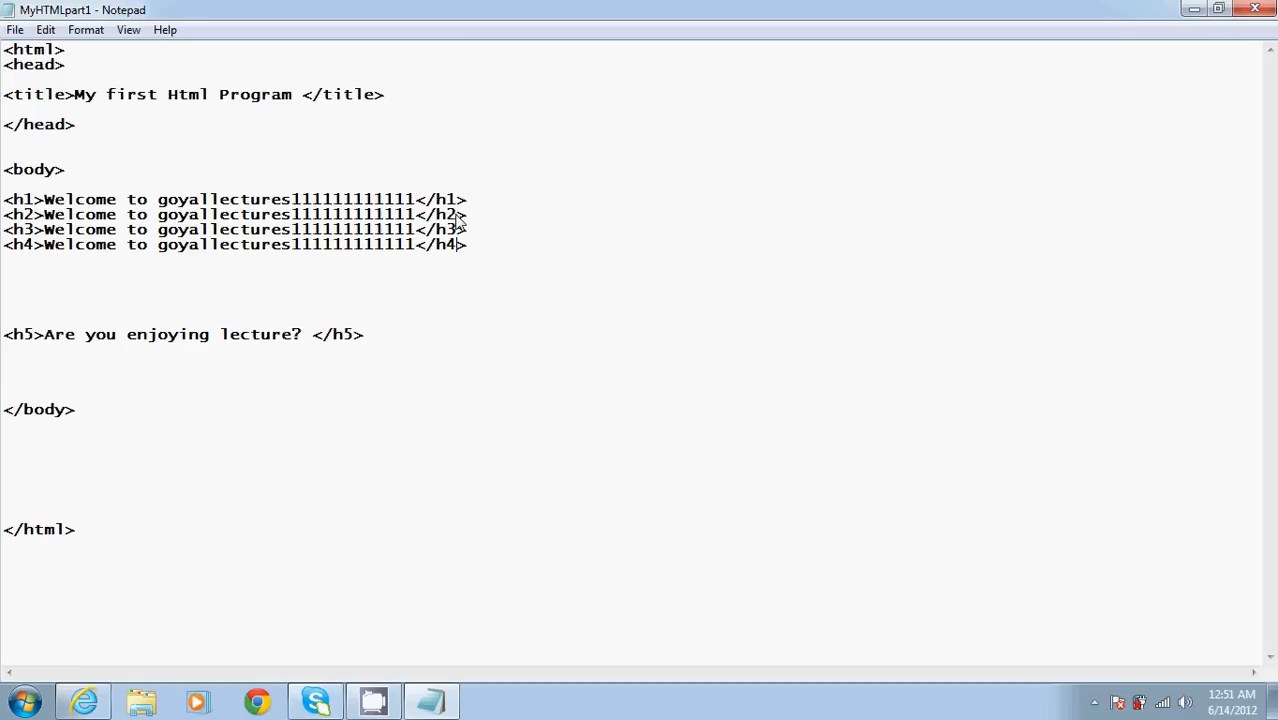 MyHTMLpart1 - Notepad
File Edit Format View Help
<html>
<head>
<title>My first Html Program </title>
</head>
<body>
<h1>Welcome to goyallectures111111111111</h1>
<h2>Welcome to goyallectures111111111111</h2>
<h3>Welcome to goyallectures111111111111</h3>
<h4>Welcome to goyallectures111111111111</h4>
<h5>Are you enjoying lecture? </h5>
</body>
</html>
12:51 AM
6/14/2012